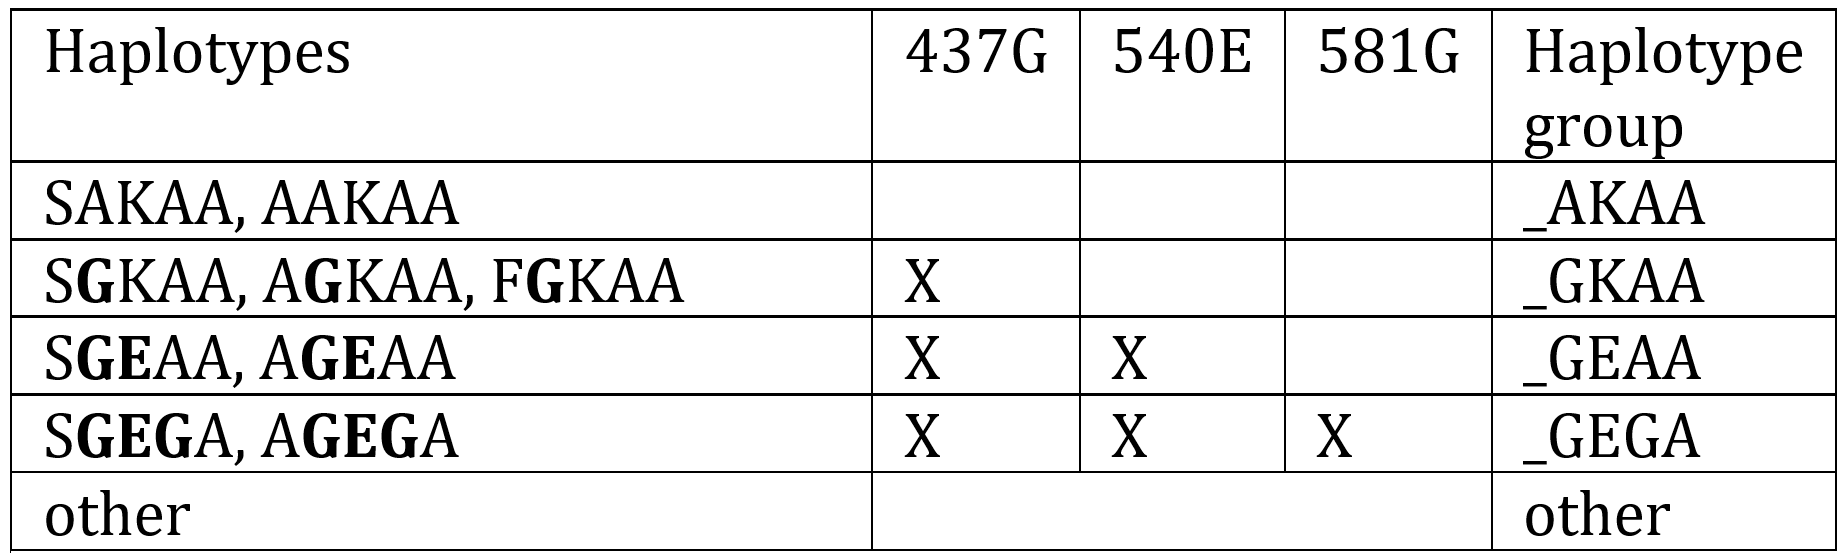 Haplotypes 437G 540E 581G Haplotype
group
SAKAA, AAKAA _AKAA
SGKAA, AGKAA, FGKAA X _GKAA
SGEAA, AGEAA X X _GEAA
SGEGA, AGEGA X X X _GEGA
other other